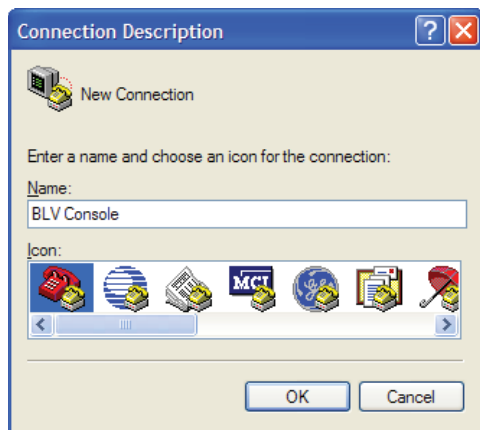 Connection Description
New Connection
Enter a name and choose an icon for the connection:
Name:
BLV Console
Icon:
MCI
OK
Cancel